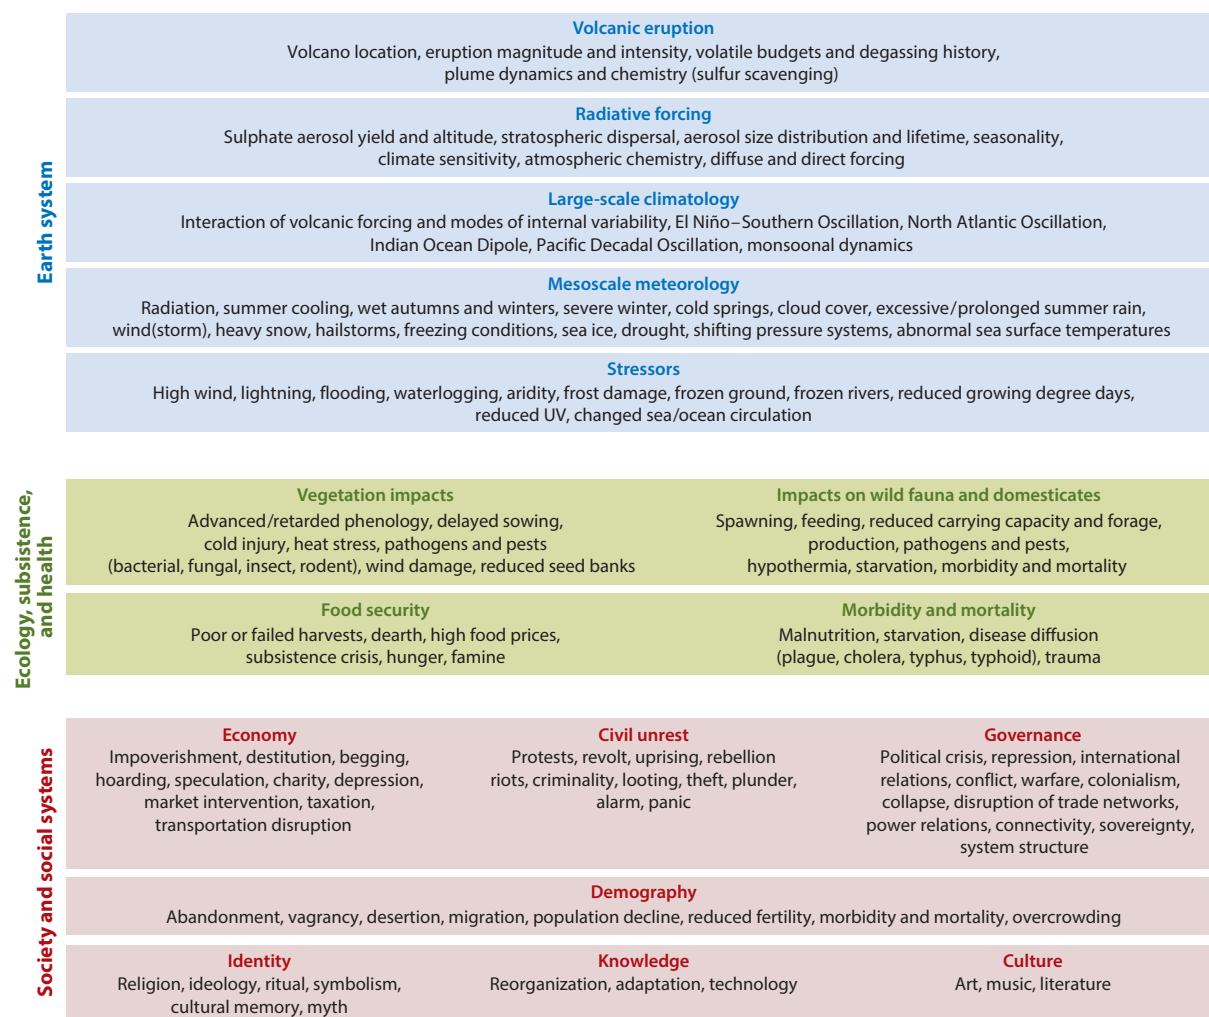 Earth system
Volcanic eruption
Volcano location, eruption magnitude and intensity, volatile budgets and degassing history,
plume dynamics and chemistry (sulfur scavenging)
Radiative forcing
Sulphate aerosol yield and altitude, stratospheric dispersal, aerosol size distribution and lifetime, seasonality,
climate sensitivity, atmospheric chemistry, diffuse and direct forcing
Large-scale climatology
Interaction of volcanic forcing and modes of internal variability, El Niño–Southern Oscillation, North Atlantic Oscillation,
Indian Ocean Dipole, Pacific Decadal Oscillation, monsoonal dynamics
Mesoscale meteorology
Radiation, summer cooling, wet autumns and winters, severe winter, cold springs, cloud cover, excessive/prolonged summer rain,
wind(storm), heavy snow, hailstorms, freezing conditions, sea ice, drought, shifting pressure systems, abnormal sea surface temperatures
Stressors
High wind, lightning, flooding, waterlogging, aridity, frost damage, frozen ground, frozen rivers, reduced growing degree days,
reduced UV, changed sea/ocean circulation
Ecology, subsistence,
and health
Vegetation impacts
Advanced/retarded phenology, delayed sowing,
cold injury, heat stress, pathogens and pests
(bacterial, fungal, insect, rodent), wind damage, reduced seed banks
Impacts on wild fauna and domesticates
Spawning, feeding, reduced carrying capacity and forage,
production, pathogens and pests,
hypothermia, starvation, morbidity and mortality
Food security
Poor or failed harvests, dearth, high food prices,
subsistence crisis, hunger, famine
Morbidity and mortality
Malnutrition, starvation, disease diffusion
(plague, cholera, typhus, typhoid), trauma
Society and social systems
Economy
Impoverishment, destitution, begging,
hoarding, speculation, charity, depression,
market intervention, taxation,
transportation disruption
Civil unrest
Protests, revolt, uprising, rebellion
riots, criminality, looting, theft, plunder,
alarm, panic
Governance
Political crisis, repression, international
relations, conflict, warfare, colonialism,
collapse, disruption of trade networks,
power relations, connectivity, sovereignty,
system structure
Demography
Abandonment, vagrancy, desertion, migration, population decline, reduced fertility, morbidity and mortality, overcrowding
Identity
Religion, ideology, ritual, symbolism,
cultural memory, myth
Knowledge
Reorganization, adaptation, technology
Culture
Art, music, literature